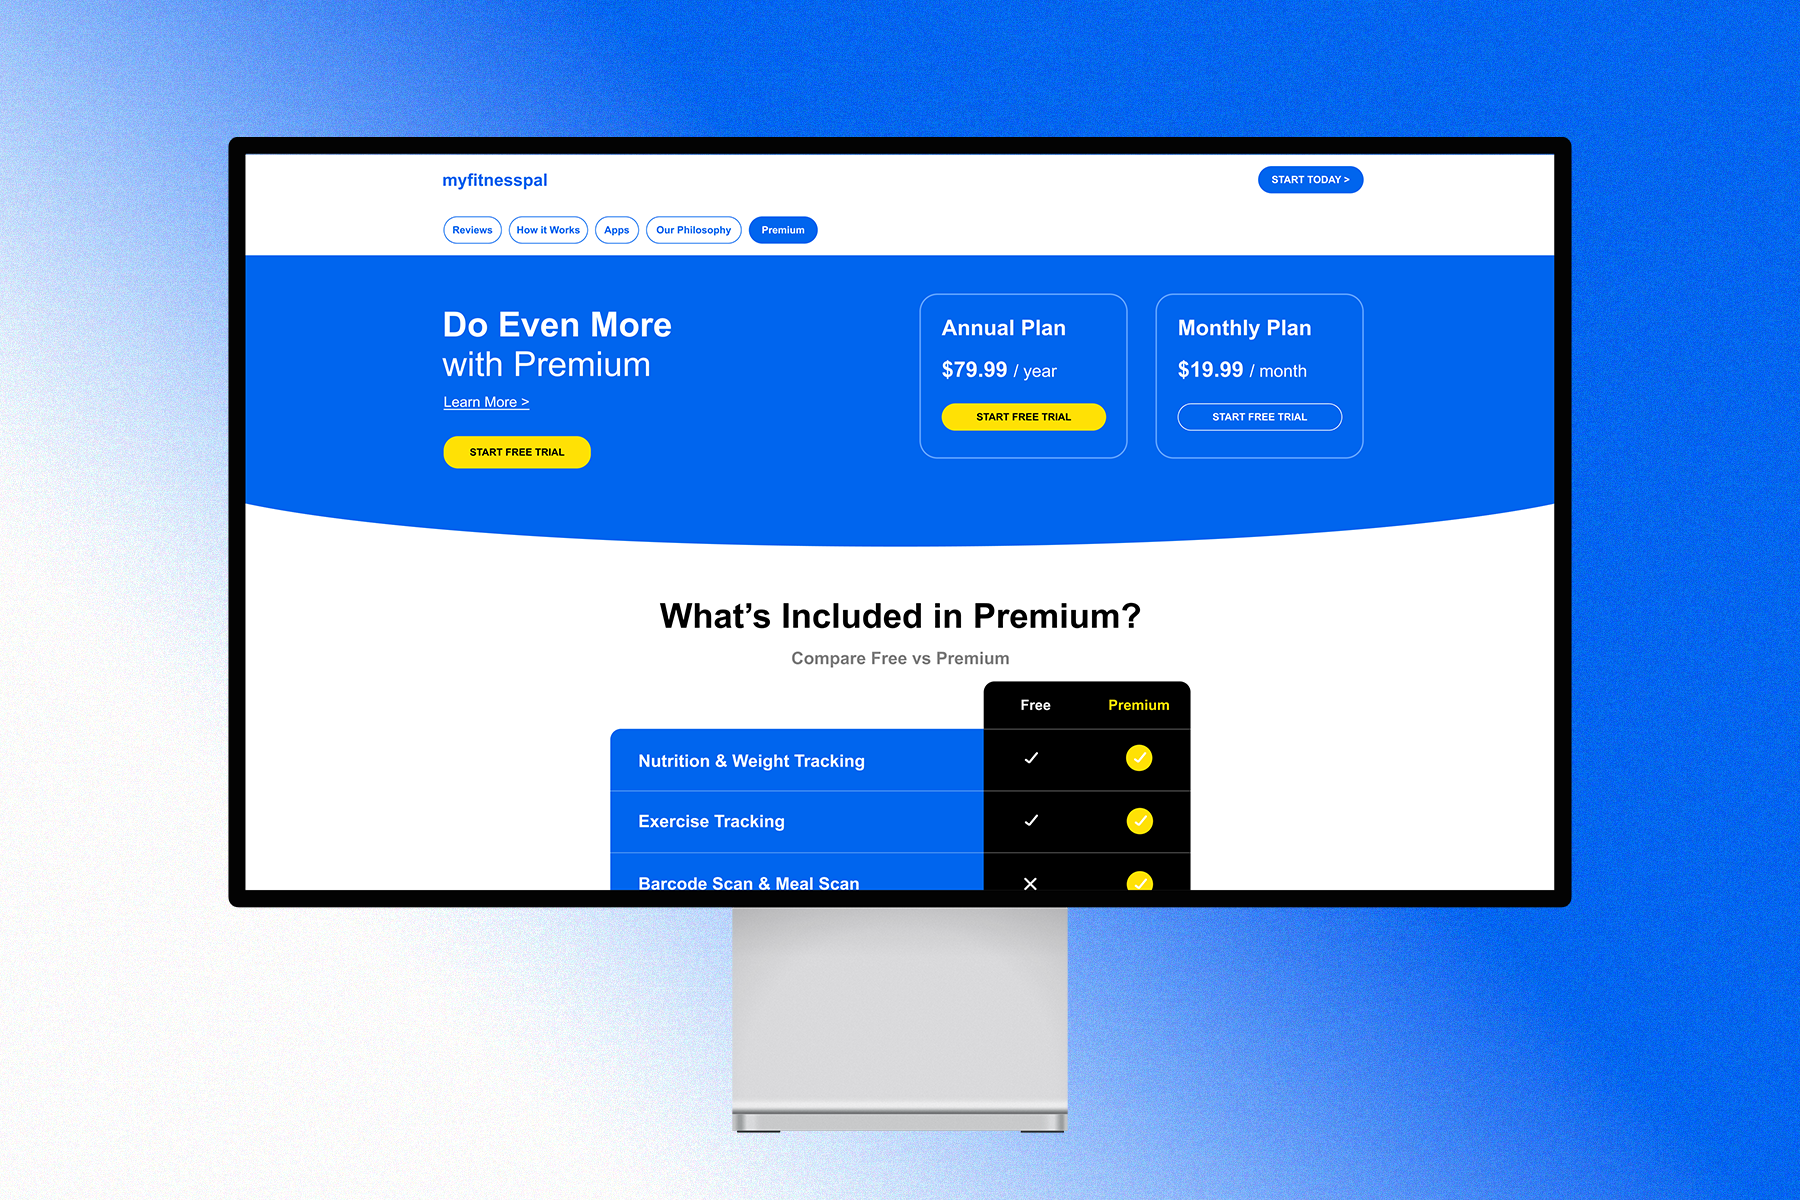 myfitnesspal
START TODAY >
Reviews
How it Works
Apps
Our Philosophy
Premium
Do Even More
with Premium
Learn More >
START FREE TRIAL
Annual Plan
$79.99 / year
START FREE TRIAL
Monthly Plan
$19.99 / month
START FREE TRIAL
What’s Included in Premium?
Compare Free vs Premium
Free
Premium
Nutrition & Weight Tracking
Exercise Tracking
Barcode Scan & Meal Scan